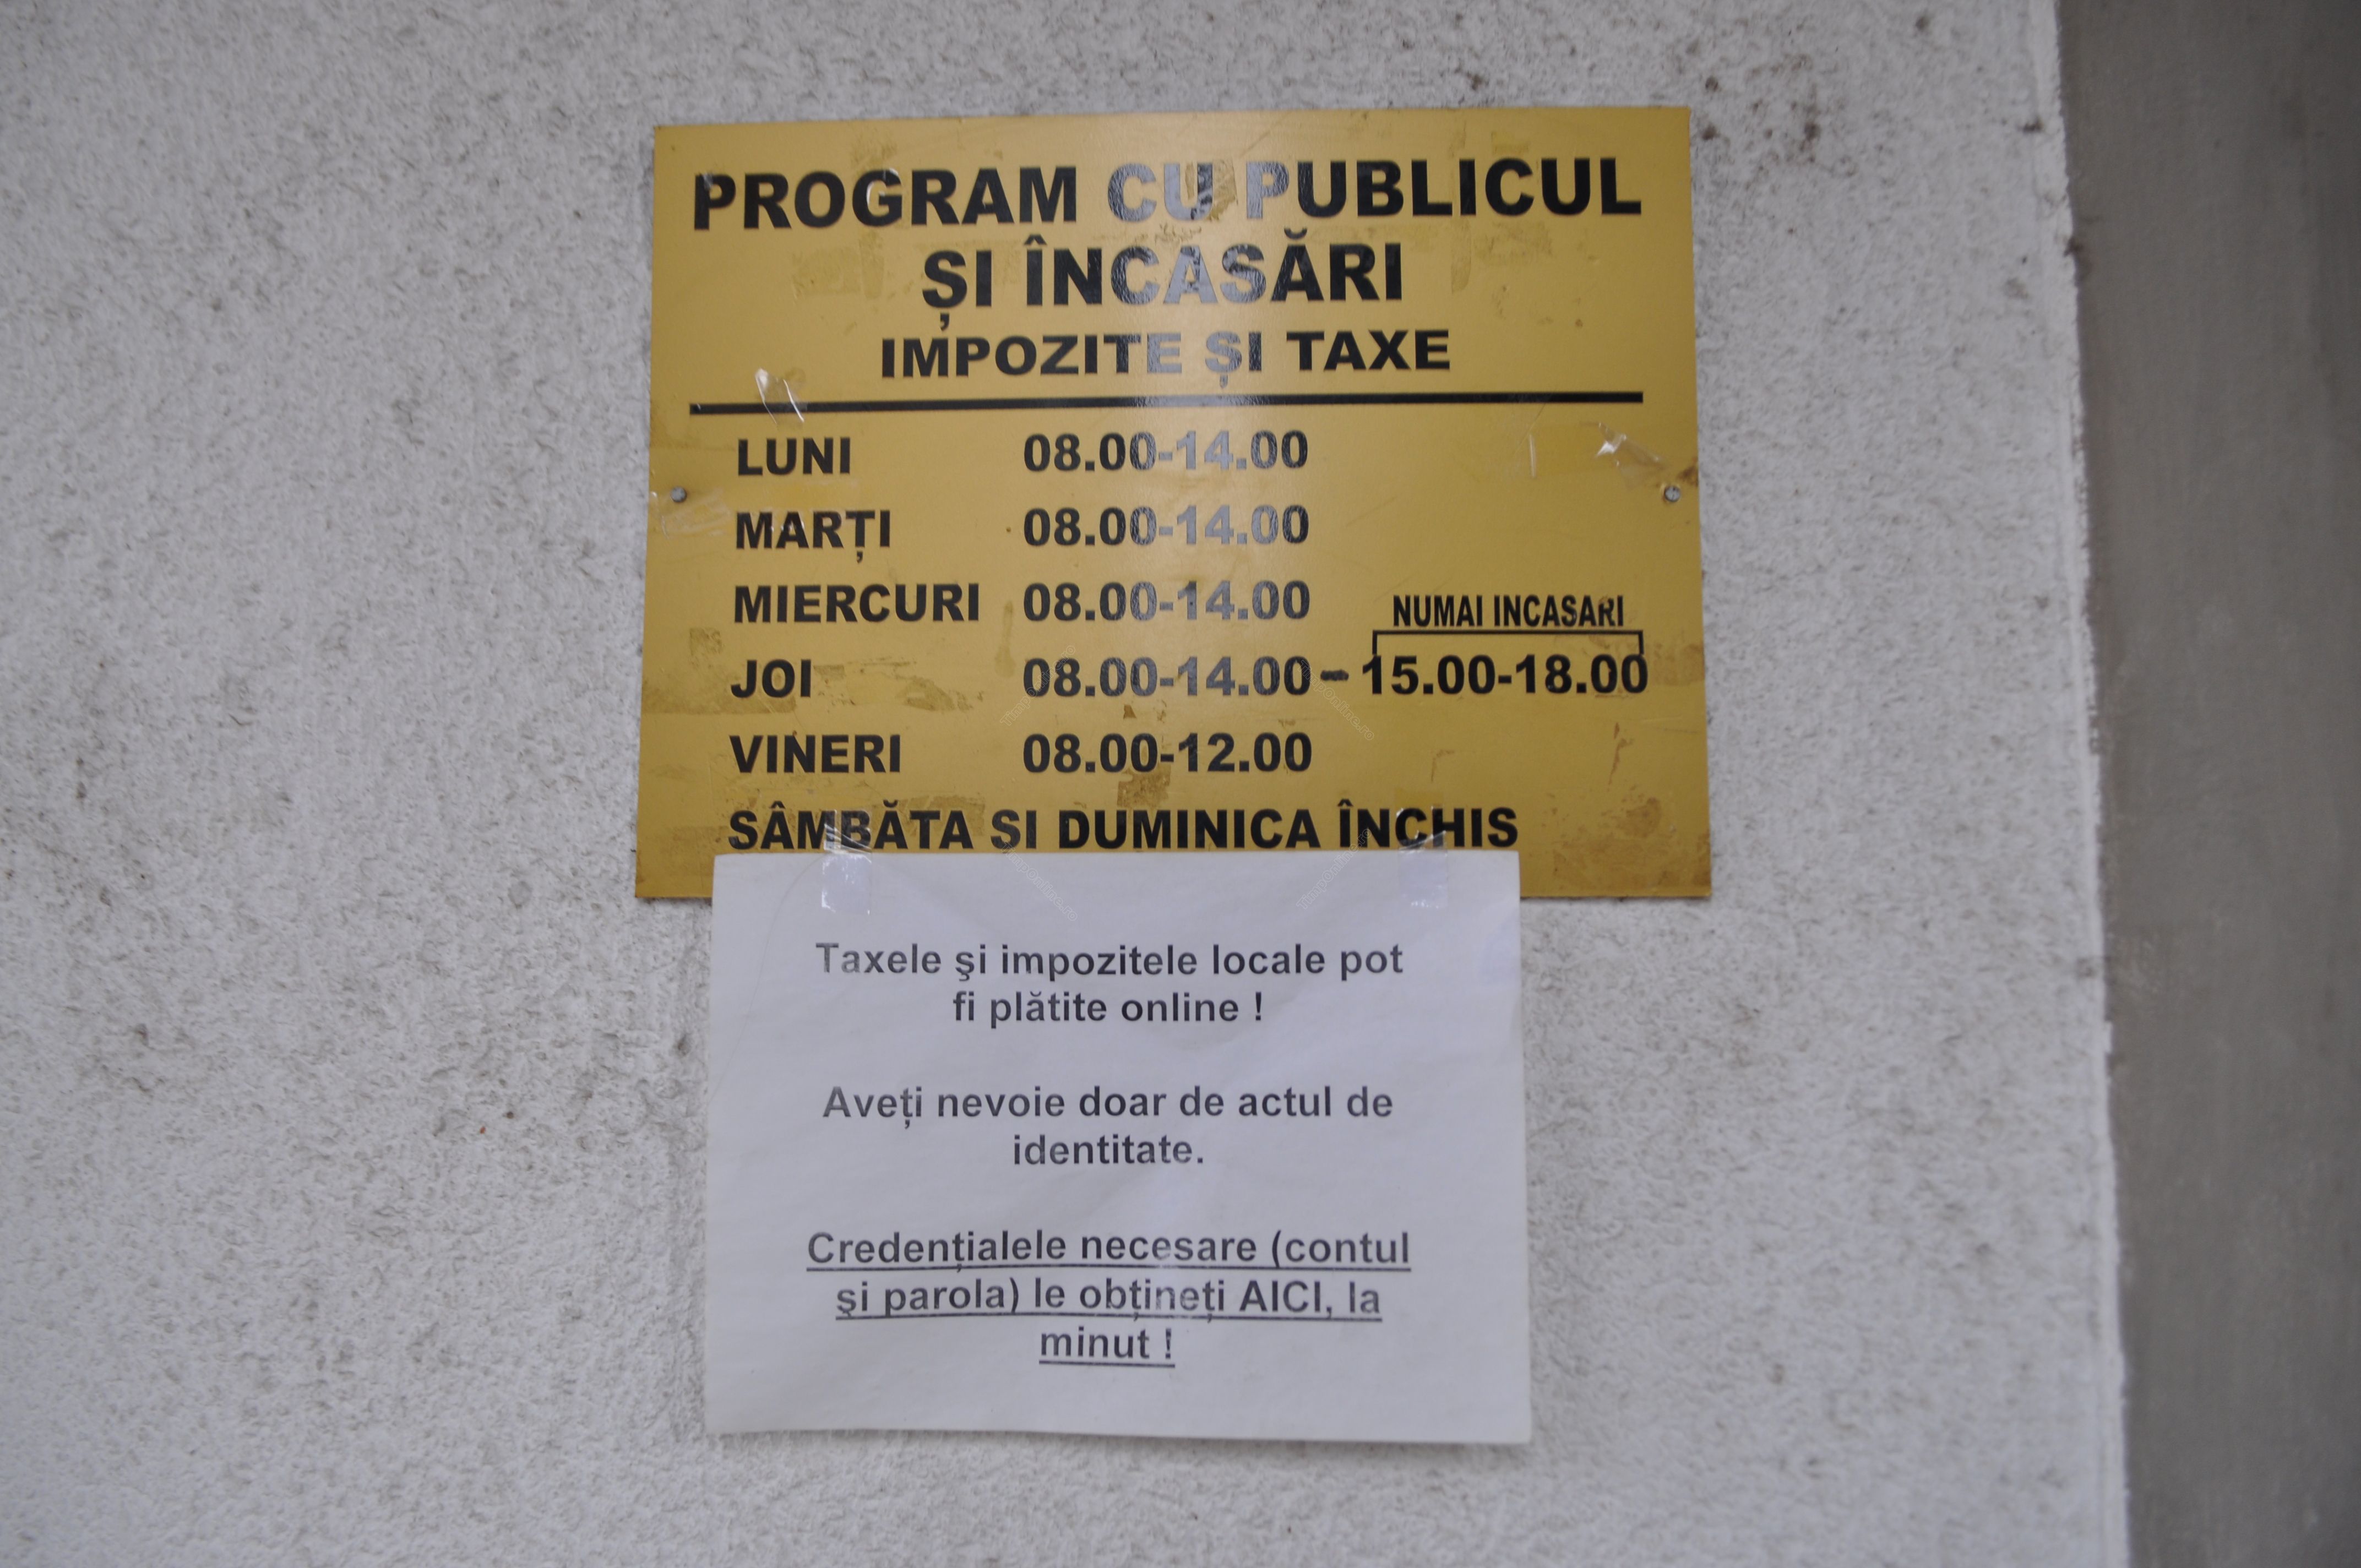 PROGRAM CU PUBLICUL
ȘI ÎNCASĂRI
IMPOZITE ȘI TAXE
LUNI 08.00-14.00
MARȚI 08.00-14.00
MIERCURI 08.00-14.00
NUMAI INCASARI
JOI 08.00-14.00 - 15.00-18.00
VINERI 08.00-12.00
SÂMBĂTA SI DUMINICA ÎNCHIS
Taxele şi impozitele locale pot
fi plătite online !
Aveți nevoie doar de actul de
identitate.
Credențialele necesare (contul
şi parola) le obțineți AICI, la
minut !